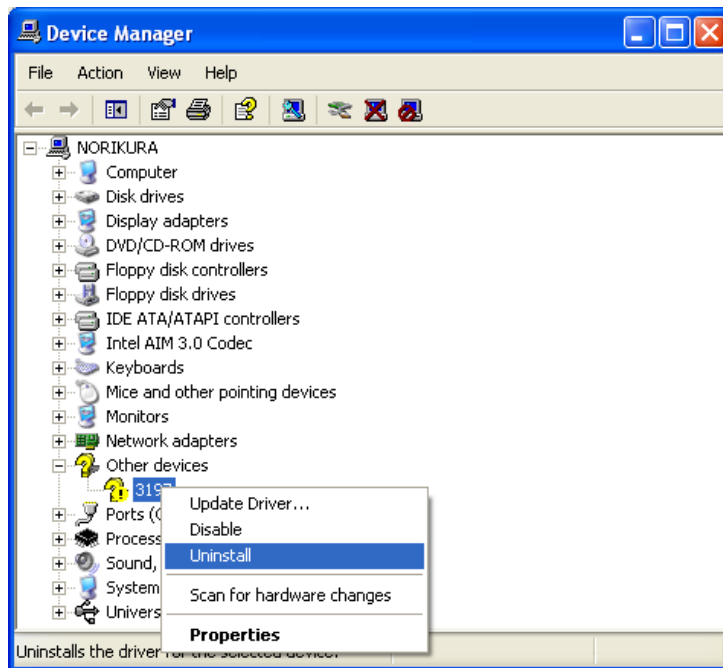 Device Manager
File Action View Help
NORIKURA
Computer
Disk drives
Display adapters
DVD/CD-ROM drives
Floppy disk controllers
Floppy disk drives
IDE ATA/ATAPI controllers
Intel AIM 3.0 Codec
Keyboards
Mice and other pointing devices
Monitors
Network adapters
Other devices
3197
Ports (
Process
Sound,
System
Univers
Update Driver...
Disable
Uninstall
Scan for hardware changes
Properties
Uninstalls the driver for the selected device.